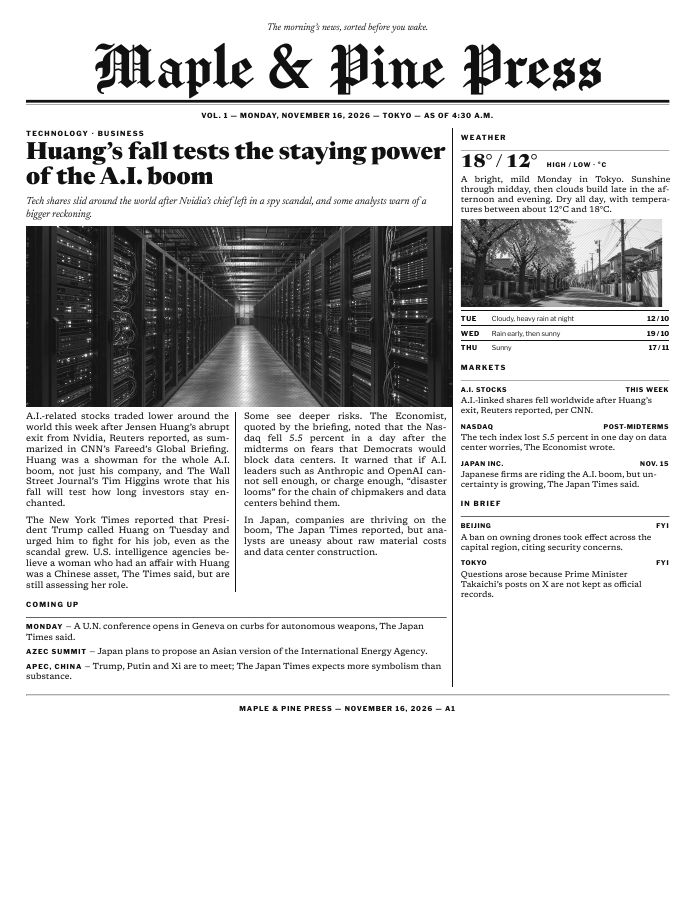 The morning's news, sorted before you wake.
Maple & Pine Press
VOL. 1 — MONDAY, NOVEMBER 16, 2026 — TOKYO — AS OF 4:30 A.M.
TECHNOLOGY · BUSINESS
Huang's fall tests the staying power
of the A.I. boom
Tech shares slid around the world after Nvidia's chief left in a spy scandal, and some analysts warn of a
bigger reckoning.
A.I.-related stocks traded lower around the
world this week after Jensen Huang's abrupt
exit from Nvidia, Reuters reported, as sum-
marized in CNN's Fareed's Global Briefing.
Huang was a showman for the whole A.I.
boom, not just his company, and The Wall
Street Journal's Tim Higgins wrote that his
fall will test how long investors stay en-
chanted.
The New York Times reported that Presi-
dent Trump called Huang on Tuesday and
urged him to fight for his job, even as the
scandal grew. U.S. intelligence agencies be-
lieve a woman who had an affair with Huang
was a Chinese asset, The Times said, but are
still assessing her role.
Some see deeper risks. The Economist,
quoted by the briefing, noted that the Nas-
daq fell 5.5 percent in a day after the
midterms on fears that Democrats would
block data centers. It warned that if A.I.
leaders such as Anthropic and OpenAI can-
not sell enough, or charge enough, "disaster
looms" for the chain of chipmakers and data
centers behind them.
In Japan, companies are thriving on the
boom, The Japan Times reported, but ana-
lysts are uneasy about raw material costs
and data center construction.
COMING UP
MONDAY — A U.N. conference opens in Geneva on curbs for autonomous weapons, The Japan
Times said.
AZEC SUMMIT — Japan plans to propose an Asian version of the International Energy Agency.
APEC, CHINA — Trump, Putin and Xi are to meet; The Japan Times expects more symbolism than
substance.
WEATHER
18° / 12° HIGH / LOW · °C
A bright, mild Monday in Tokyo. Sunshine
through midday, then clouds build late in the af-
ternoon and evening. Dry all day, with tempera-
tures between about 12°C and 18°C.
TUE Cloudy, heavy rain at night 12 / 10
WED Rain early, then sunny 19 / 10
THU Sunny 17 / 11
MARKETS
A.I. STOCKS THIS WEEK
A.I.-linked shares fell worldwide after Huang's
exit, Reuters reported, per CNN.
NASDAQ POST-MIDTERMS
The tech index lost 5.5 percent in one day on data
center worries, The Economist wrote.
JAPAN INC. NOV. 15
Japanese firms are riding the A.I. boom, but un-
certainty is growing, The Japan Times said.
IN BRIEF
BEIJING FYI
A ban on owning drones took effect across the
capital region, citing security concerns.
TOKYO FYI
Questions arose because Prime Minister
Takaichi's posts on X are not kept as official
records.
MAPLE & PINE PRESS — NOVEMBER 16, 2026 — A1